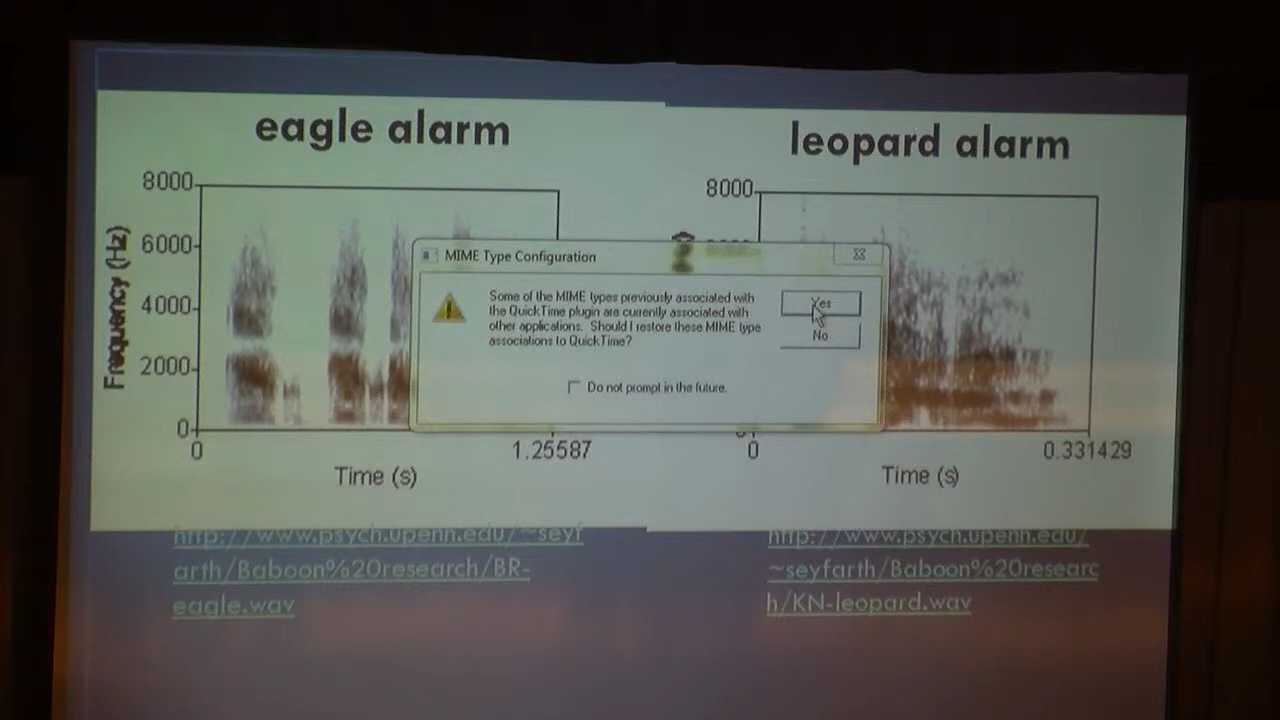 eagle alarm
8000
6000
4000
2000
0
Frequency (Hz)
0
1.25587
Time (s)
http://www.psych.upenn.edu/~seyf
arth/Baboon%20research/BR-
eagle.wav
leopard alarm
8000
0
0
0.331429
Time (s)
http://www.psych.upenn.edu/
~seyfarth/Baboon%20researc
h/KN-leopard.wav
MIME Type Configuration
Some of the MIME types previously associated with
the QuickTime plugin are currently associated with
other applications. Should I restore these MIME type
associations to QuickTime?
Yes
No
Do not prompt in the future.